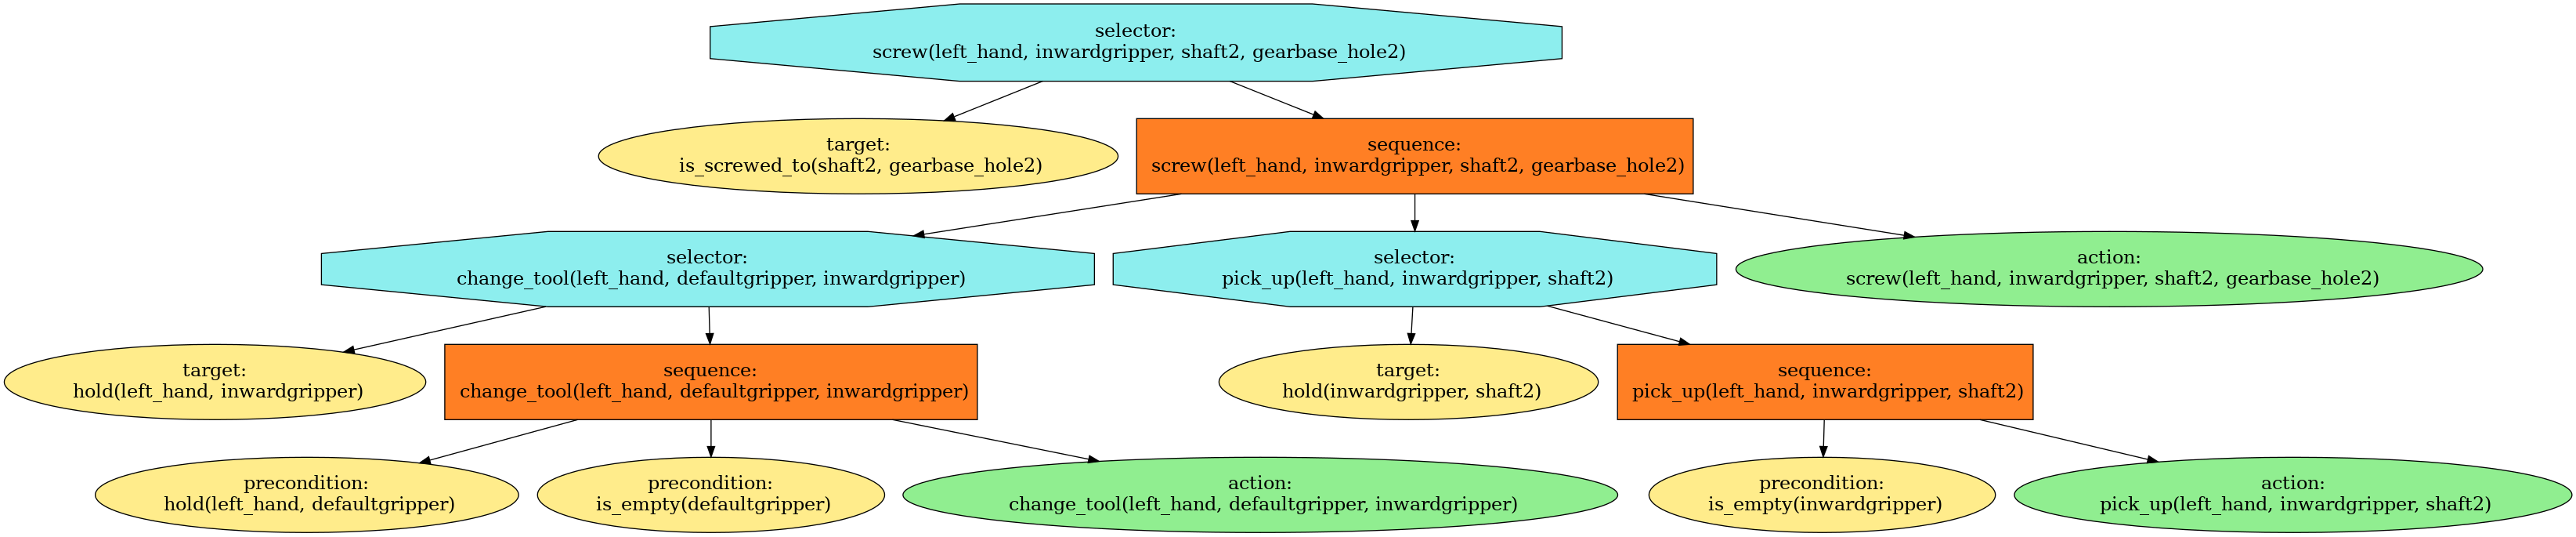 selector:
screw(left_hand, inwardgripper, shaft2, gearbase_hole2)
target:
is_screwed_to(shaft2, gearbase_hole2)
sequence:
screw(left_hand, inwardgripper, shaft2, gearbase_hole2)
selector:
change_tool(left_hand, defaultgripper, inwardgripper)
selector:
pick_up(left_hand, inwardgripper, shaft2)
action:
screw(left_hand, inwardgripper, shaft2, gearbase_hole2)
target:
hold(left_hand, inwardgripper)
sequence:
change_tool(left_hand, defaultgripper, inwardgripper)
target:
hold(inwardgripper, shaft2)
sequence:
pick_up(left_hand, inwardgripper, shaft2)
precondition:
hold(left_hand, defaultgripper)
precondition:
is_empty(defaultgripper)
action:
change_tool(left_hand, defaultgripper, inwardgripper)
precondition:
is_empty(inwardgripper)
action:
pick_up(left_hand, inwardgripper, shaft2)